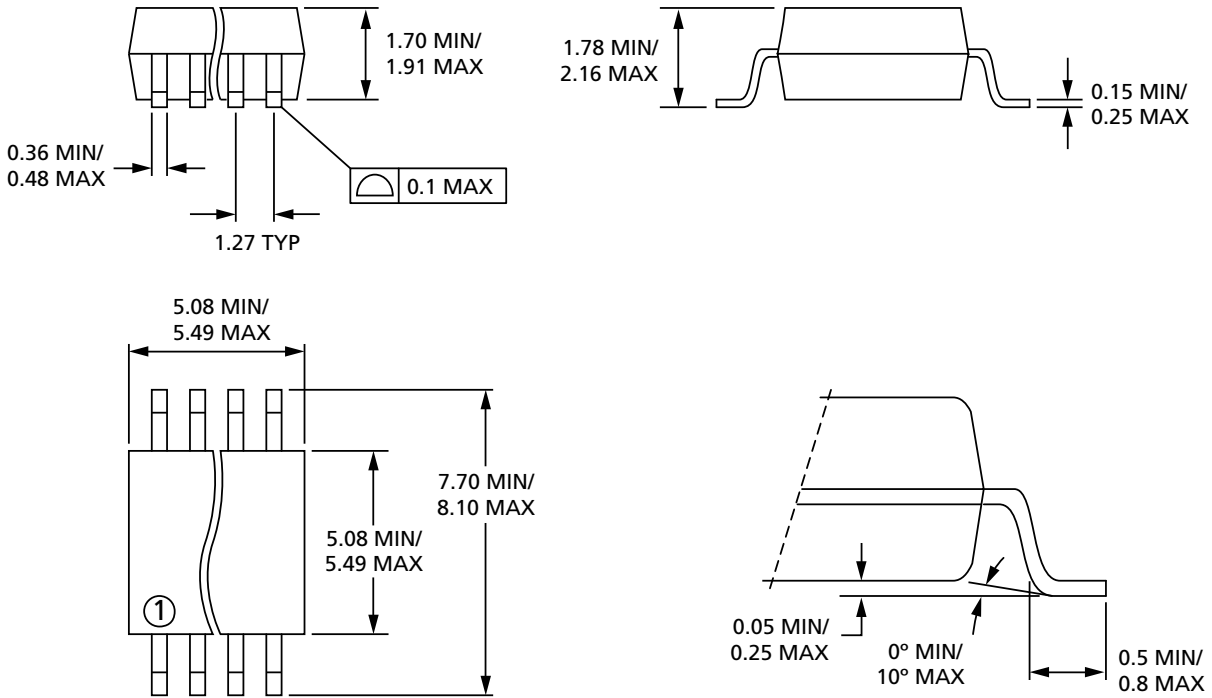 1.70 MIN/
1.91 MAX
1.78 MIN/
2.16 MAX
0.15 MIN/
0.25 MAX
0.36 MIN/
0.48 MAX
0.1 MAX
1.27 TYP
5.08 MIN/
5.49 MAX
7.70 MIN/
8.10 MAX
5.08 MIN/
5.49 MAX
1
0.05 MIN/
0.25 MAX
0º MIN/
10º MAX
0.5 MIN/
0.8 MAX